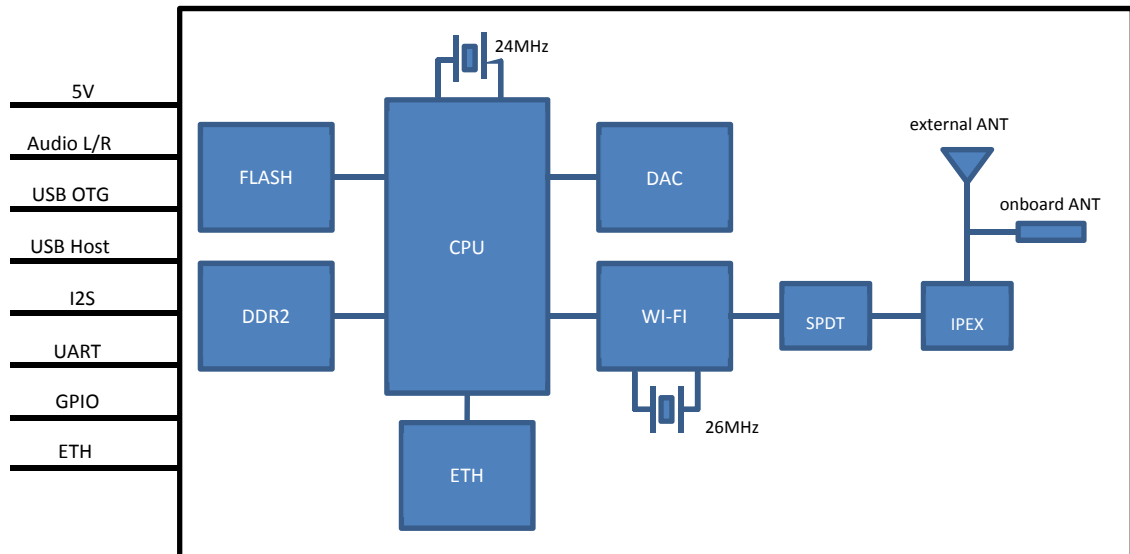 24MHz
5V
Audio L/R
USB OTG
USB Host
I2S
UART
GPIO
ETH
FLASH
DDR2
CPU
ETH
DAC
WI-FI
26MHz
SPDT
IPEX
external ANT
onboard ANT